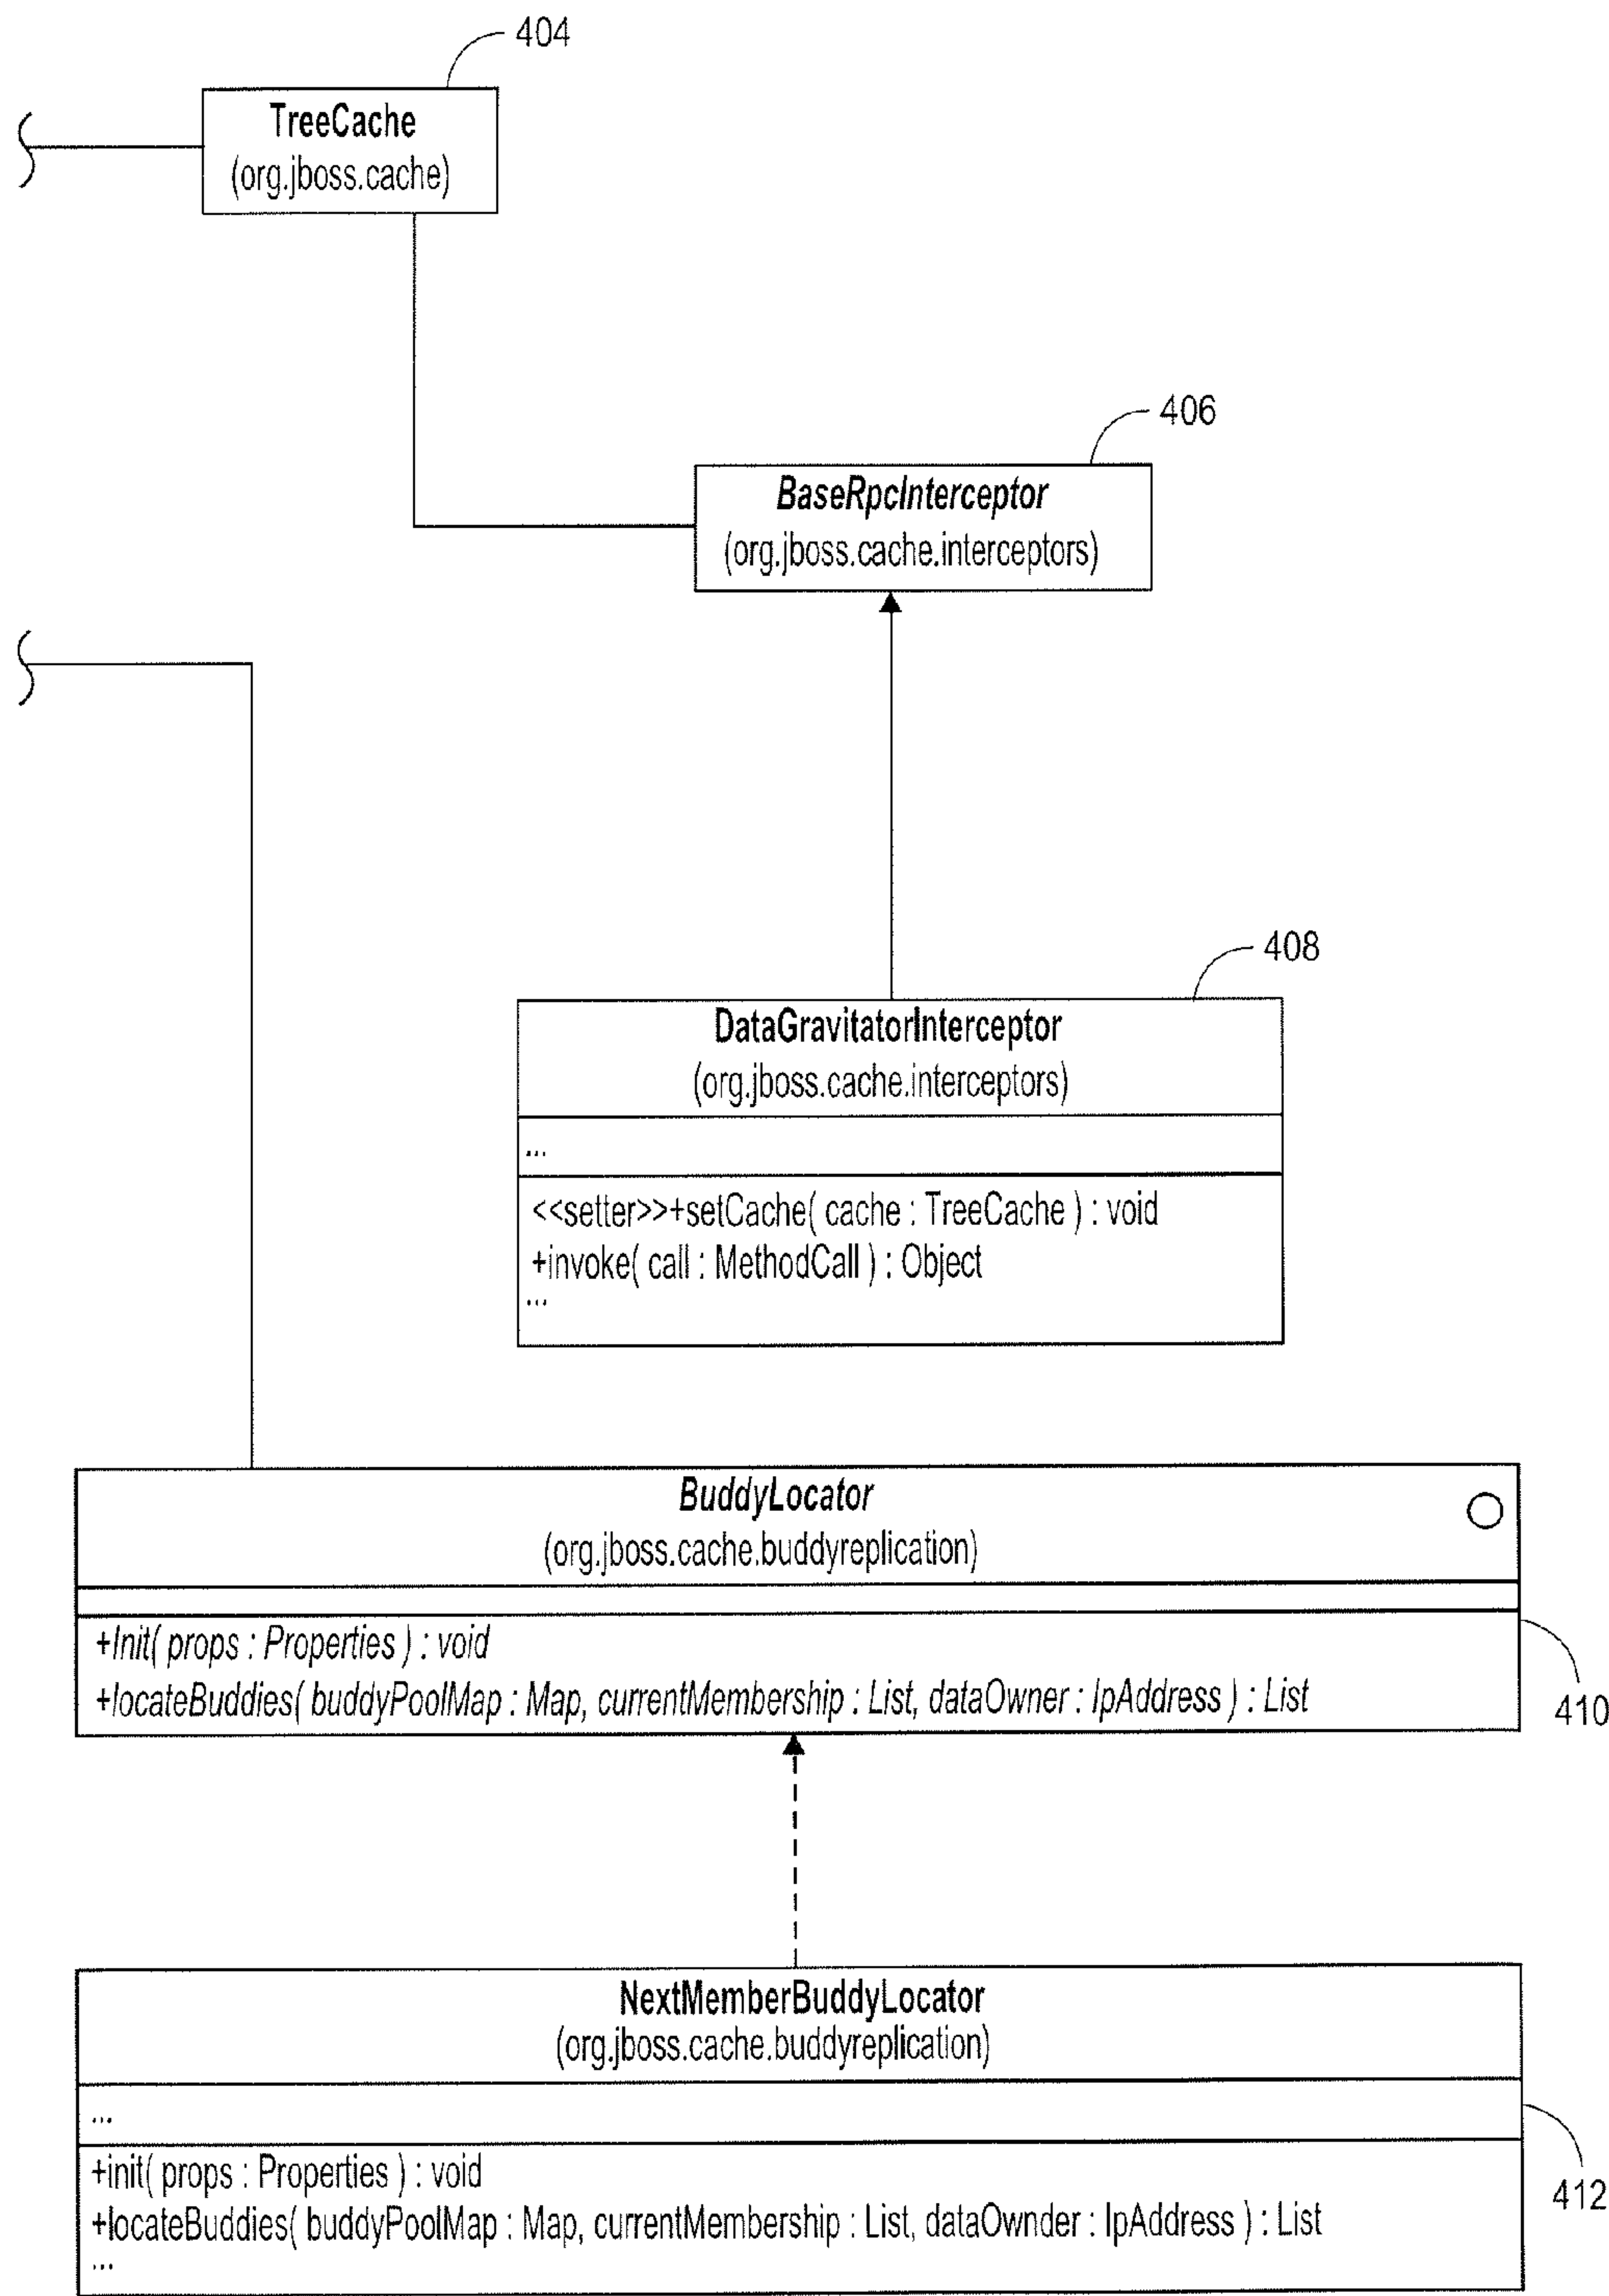 404
TreeCache
(org.jboss.cache)
406
BaseRpcInterceptor
(org.jboss.cache.interceptors)
408
DataGravitatorInterceptor
(org.jboss.cache.interceptors)
...
<<setter>>+setCache( cache : TreeCache ) : void
+invoke( call : MethodCall ) : Object
...
BuddyLocator
(org.jboss.cache.buddyreplication)
+Init( props : Properties ) : void
+locateBuddies( buddyPoolMap : Map, currentMembership : List, dataOwner : IpAddress ) : List
410
NextMemberBuddyLocator
(org.jboss.cache.buddyreplication)
...
+init( props : Properties ) : void
+locateBuddies( buddyPoolMap : Map, currentMembership : List, dataOwnder : IpAddress ) : List
...
412